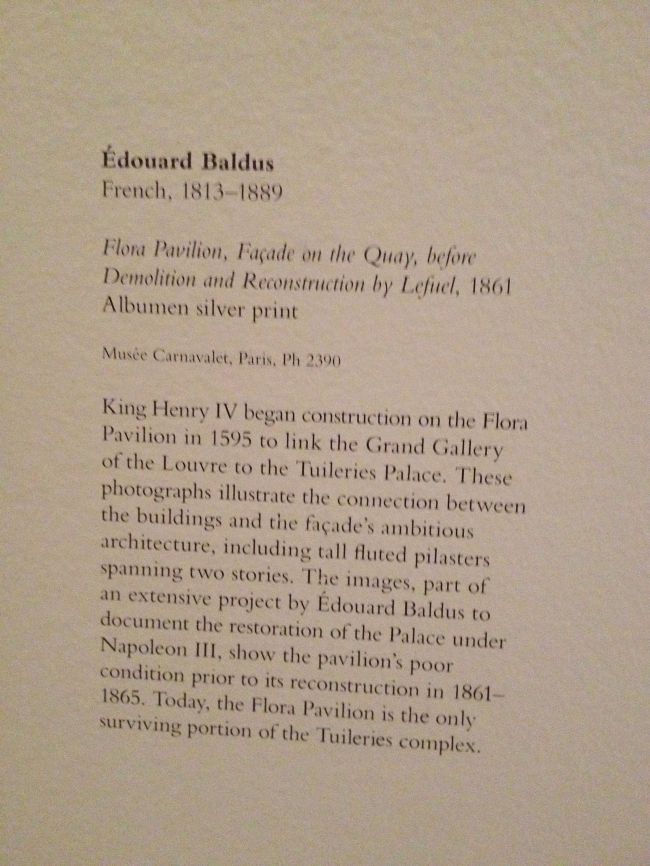 Édouard Baldus
French, 1813–1889
Flora Pavilion, Façade on the Quay, before
Demolition and Reconstruction by Lefuel, 1861
Albumen silver print
Musée Carnavalet, Paris, Ph 2390
King Henry IV began construction on the Flora
Pavilion in 1595 to link the Grand Gallery
of the Louvre to the Tuileries Palace. These
photographs illustrate the connection between
the buildings and the façade's ambitious
architecture, including tall fluted pilasters
spanning two stories. The images, part of
an extensive project by Édouard Baldus to
document the restoration of the Palace under
Napoleon III, show the pavilion's poor
condition prior to its reconstruction in 1861–
1865. Today, the Flora Pavilion is the only
surviving portion of the Tuileries complex.